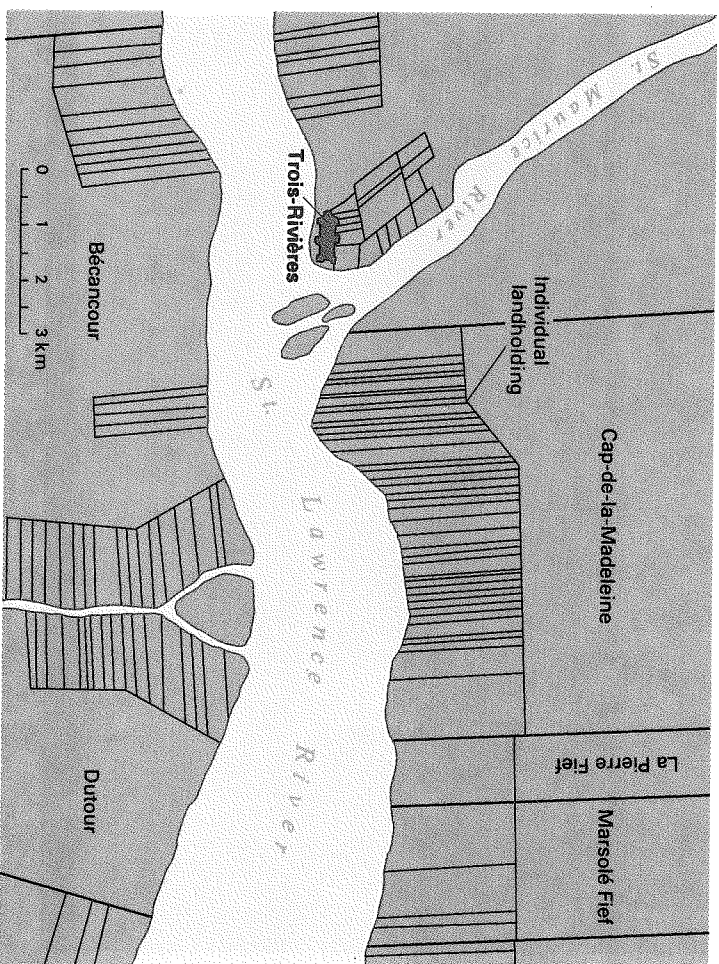 St. Maurice River
Trois-Rivières
Individual
landholding
Cap-de-la-Madeleine
La Pierre Fief
Marsolé Fief
St. Lawrence River
Bécancour
Dutour
0 1 2 3 km